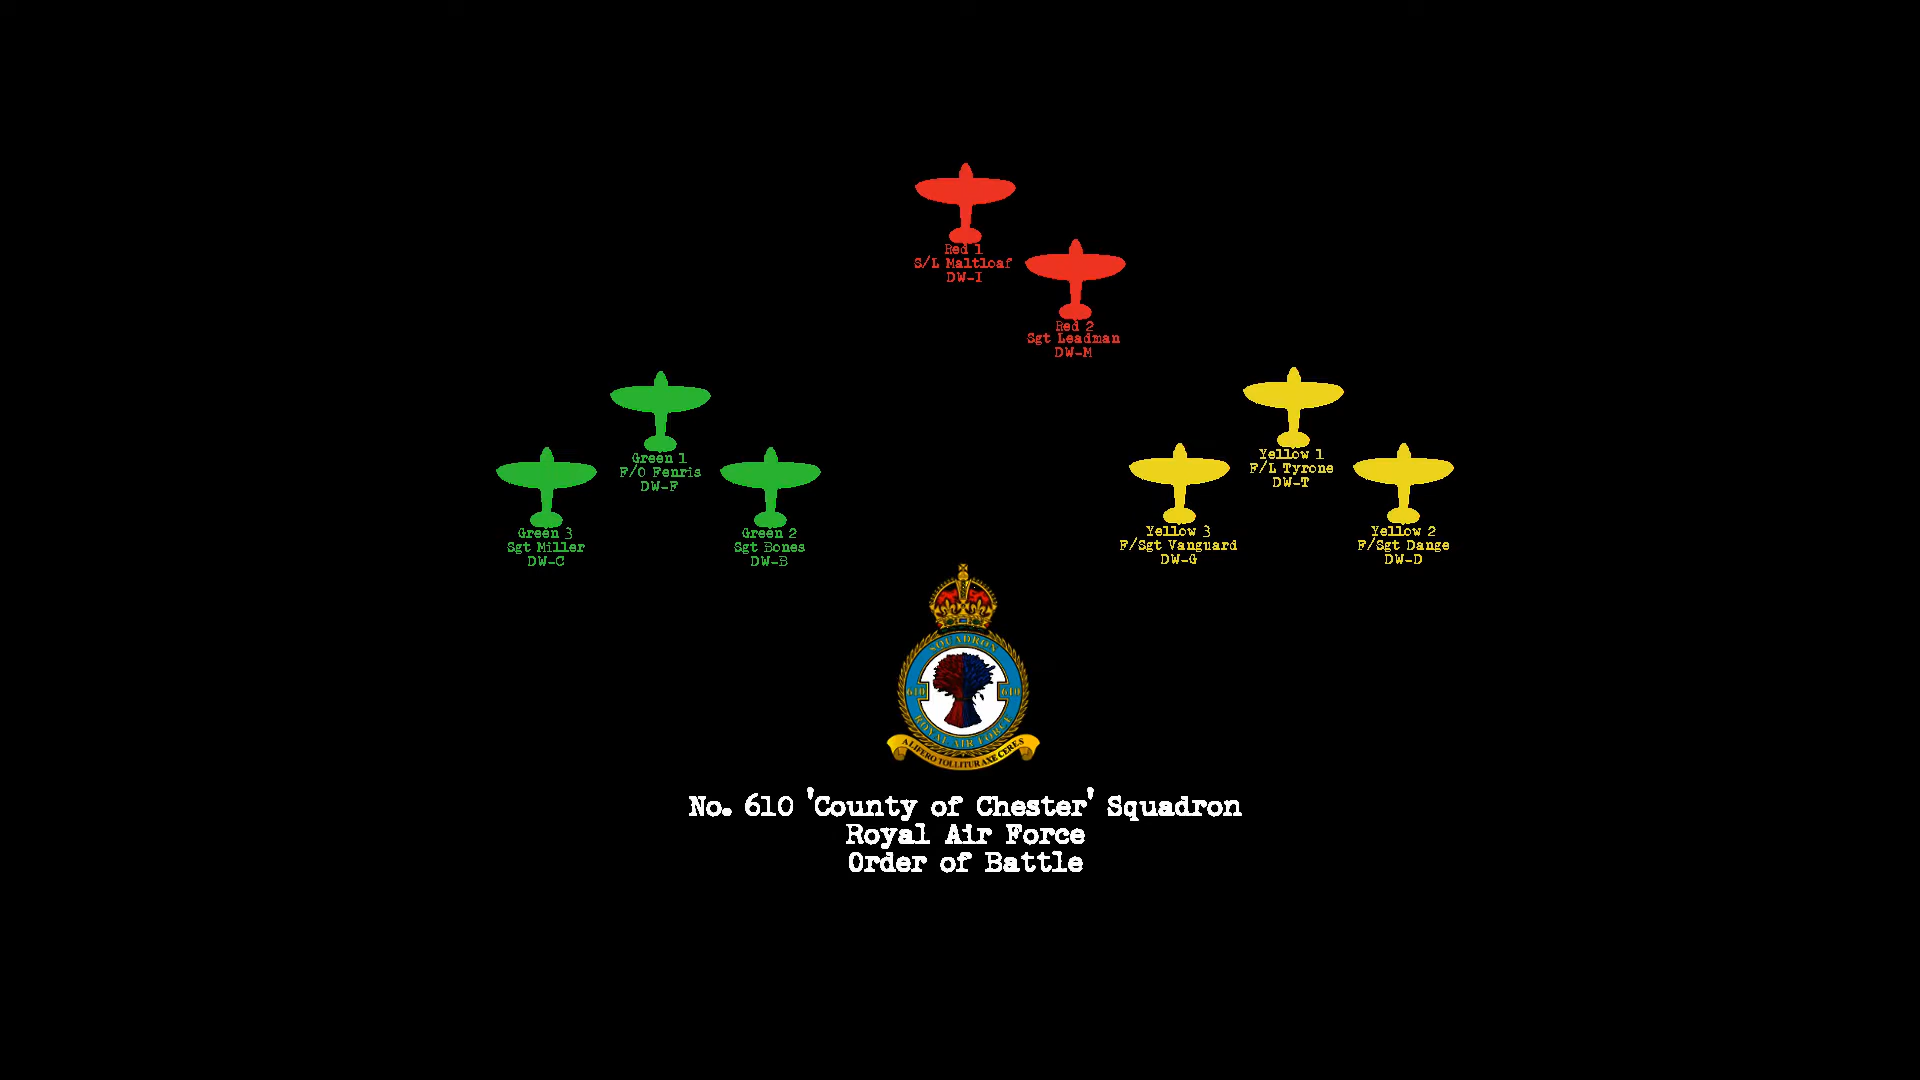 Red 1
S/L Maltloaf
DW-I
Red 2
Sgt Leadman
DW-M
Green 1
F/O Fenris
DW-F
Green 3
Sgt Miller
DW-C
Green 2
Sgt Bones
DW-B
Yellow 1
F/L Tyrone
DW-T
Yellow 3
F/Sgt Vanguard
DW-G
Yellow 2
F/Sgt Dange
DW-D
SQUADRON
610 610
ROYAL AIR FORCE
ALIFERO TOLLITUR AXE CERES
No. 610 'County of Chester' Squadron
Royal Air Force
Order of Battle